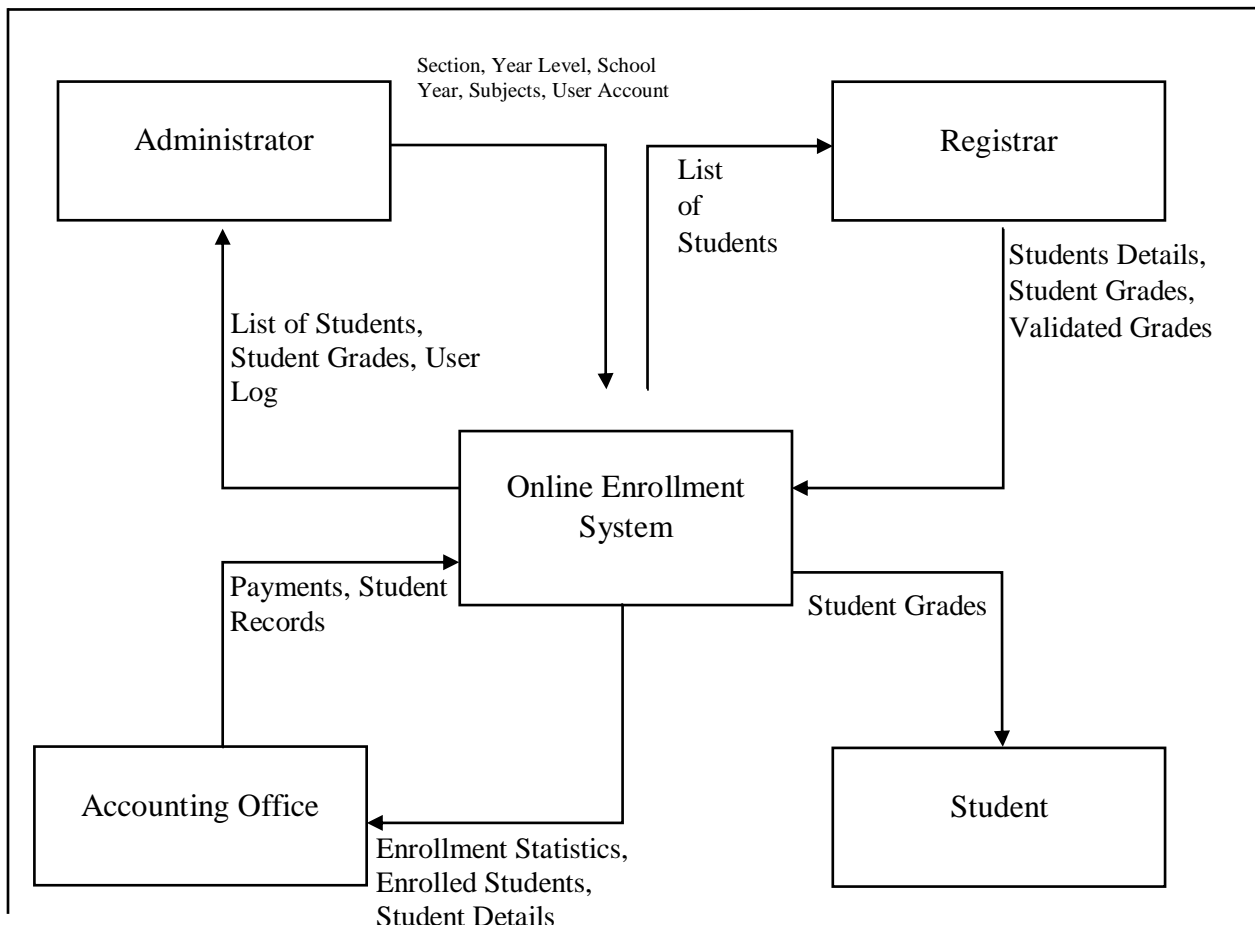 Section, Year Level, School
Year, Subjects, User Account
Administrator
Registrar
List
of
Students
Students Details,
Student Grades,
Validated Grades
List of Students,
Student Grades, User
Log
Online Enrollment
System
Payments, Student
Records
Student Grades
Accounting Office
Student
Enrollment Statistics,
Enrolled Students,
Student Details